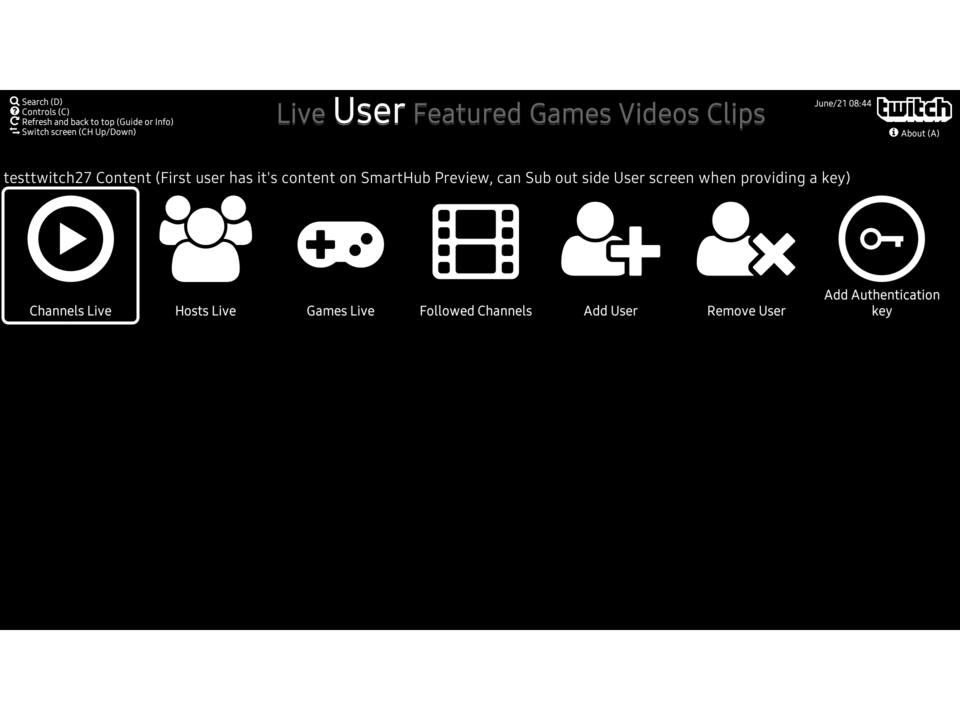 Search (D)
Controls (C)
Refresh and back to top (Guide or Info)
Switch screen (CH Up/Down)
Live User Featured Games Videos Clips
June/21 08:44
twitch
About (A)
testtwitch27 Content (First user has it's content on SmartHub Preview, can Sub out side User screen when providing a key)
Channels Live
Hosts Live
Games Live
Followed Channels
Add User
Remove User
Add Authentication
key